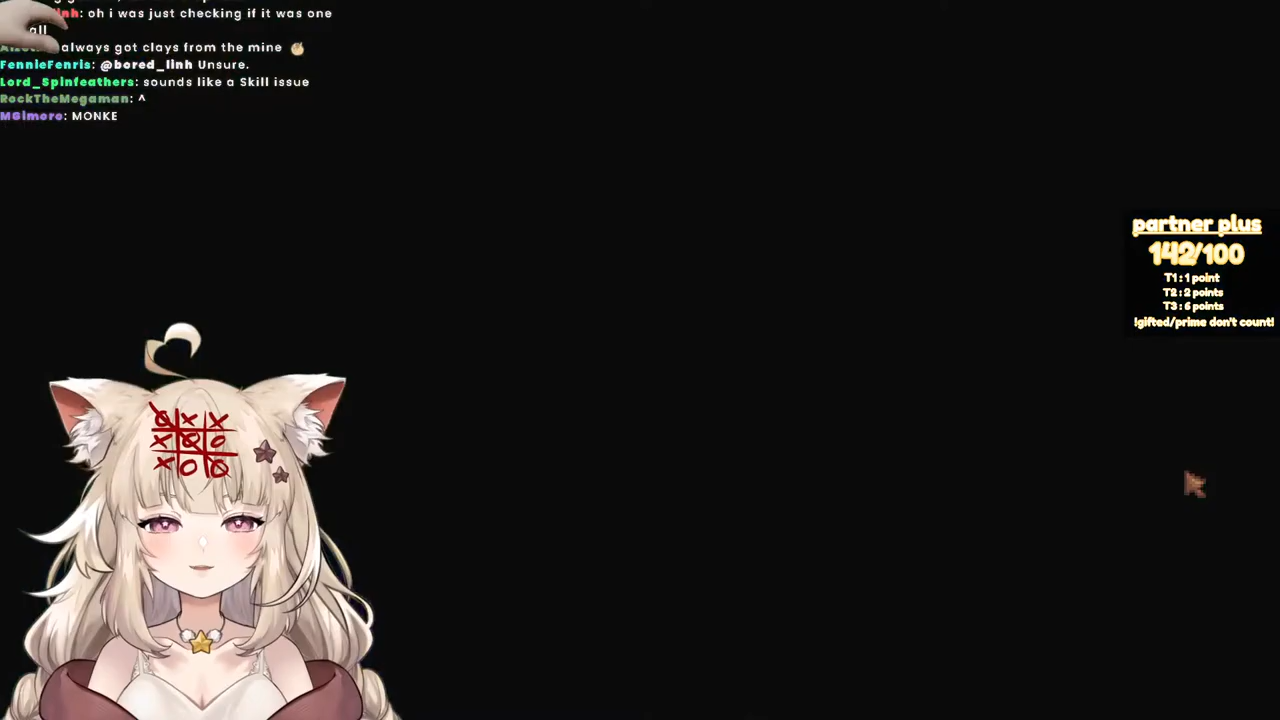 inh: oh i was just checking if it was one
all
always got clays from the mine
FennieFenris: @bored_linh Unsure.
Lord_Spinfeathers: sounds like a Skill issue
RockTheMegaman: ^
MGimoro: MONKE
partner plus
142/100
T1 : 1 point
T2 : 2 points
T3 : 6 points
!gifted/prime don't count!
O X X
X O O
X O O